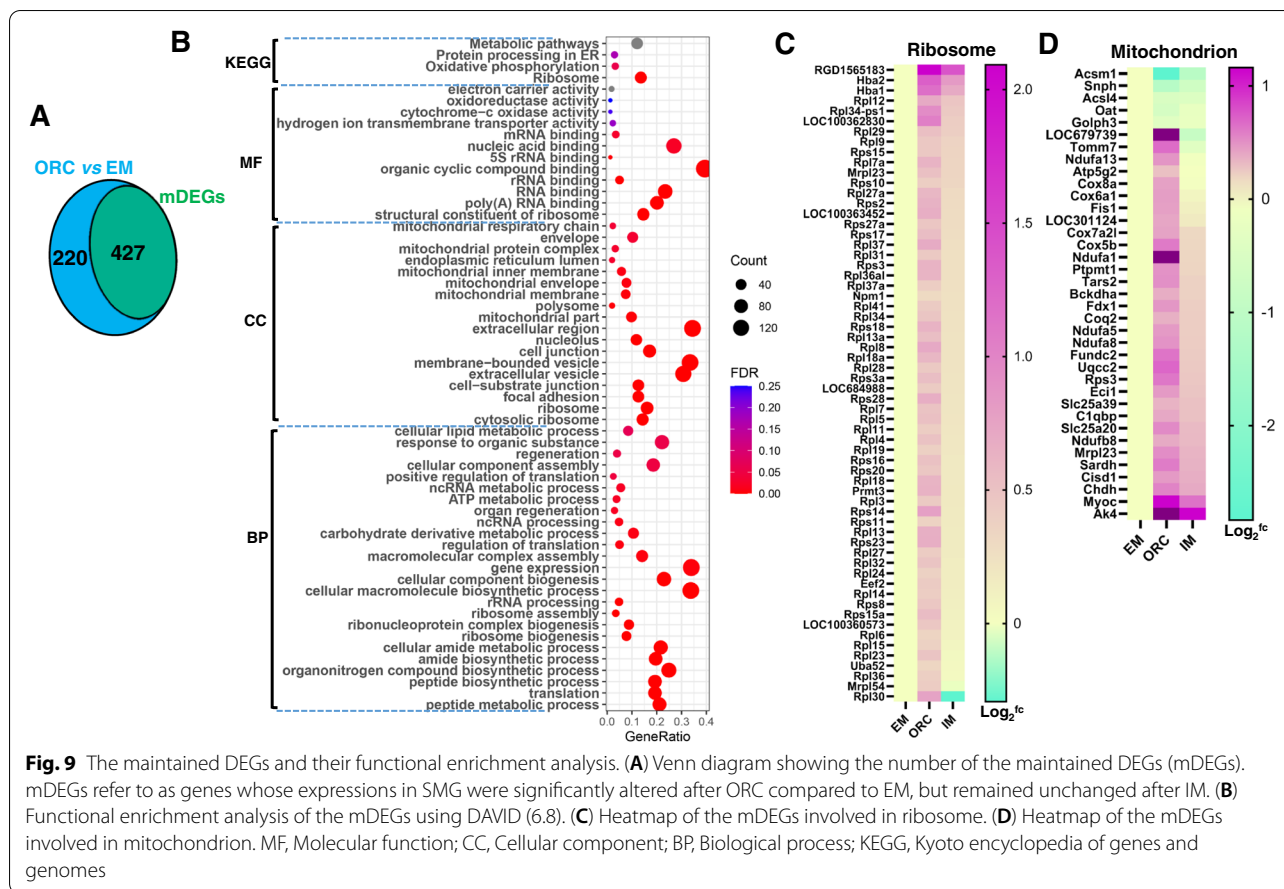 A
ORC vs EM
mDEGs
220
427
B
KEGG
Metabolic pathways
Protein processing in ER
Oxidative phosphorylation
Ribosome
MF
electron carrier activity
oxidoreductase activity
cytochrome-c oxidase activity
hydrogen ion transmembrane transporter activity
mRNA binding
nucleic acid binding
5S rRNA binding
organic cyclic compound binding
rRNA binding
RNA binding
poly(A) RNA binding
structural constituent of ribosome
CC
mitochondrial respiratory chain
envelope
mitochondrial protein complex
endoplasmic reticulum lumen
mitochondrial inner membrane
mitochondrial envelope
mitochondrial membrane
polysome
mitochondrial part
extracellular region
nucleolus
cell junction
membrane-bounded vesicle
extracellular vesicle
cell-substrate junction
focal adhesion
ribosome
cytosolic ribosome
BP
cellular lipid metabolic process
response to organic substance
regeneration
cellular component assembly
positive regulation of translation
ncRNA metabolic process
ATP metabolic process
organ regeneration
ncRNA processing
carbohydrate derivative metabolic process
regulation of translation
macromolecular complex assembly
gene expression
cellular component biogenesis
cellular macromolecule biosynthetic process
rRNA processing
ribosome assembly
ribonucleoprotein complex biogenesis
ribosome biogenesis
cellular amide metabolic process
amide biosynthetic process
organonitrogen compound biosynthetic process
peptide biosynthetic process
translation
peptide metabolic process
0.0 0.1 0.2 0.3 0.4
GeneRatio
Count
40
80
120
FDR
0.25
0.20
0.15
0.10
0.05
0.00
C
Ribosome
RGD1565183
Hba2
Hba1
Rpl12
Rpl34-ps1
LOC100362830
Rpl29
Rpl9
Rps15
Rpl7a
Mrpl23
Rps10
Rpl27a
Rps2
LOC100363452
Rps27a
Rps17
Rpl37
Rpl31
Rps3
Rpl36al
Rpl37a
Npm1
Rpl41
Rpl34
Rps18
Rpl13a
Rpl8
Rpl18a
Rpl28
Rps3a
LOC684988
Rps28
Rpl7
Rpl5
Rpl11
Rpl4
Rpl19
Rps16
Rps20
Rpl18
Prmt3
Rpl3
Rps14
Rps11
Rpl13
Rps23
Rpl27
Rpl32
Rpl24
Eef2
Rpl14
Rps8
Rps15a
LOC100360573
Rpl6
Rpl15
Rpl23
Uba52
Rpl36
Mrpl54
Rpl30
EM ORC IM
2.0
1.5
1.0
0.5
0
Log2fc
D
Mitochondrion
Acsm1
Snph
Acsl4
Oat
Golph3
LOC679739
Tomm7
Ndufa13
Atp5g2
Cox8a
Cox6a1
Fis1
LOC301124
Cox7a2l
Cox5b
Ndufa1
Ptpmt1
Tars2
Bckdha
Fdx1
Coq2
Ndufa5
Ndufa8
Fundc2
Uqcc2
Rps3
Eci1
Slc25a39
C1qbp
Slc25a20
Ndufb8
Mrpl23
Sardh
Cisd1
Chdh
Myoc
Ak4
EM ORC IM
1
0
-1
-2
Log2fc
Fig. 9 The maintained DEGs and their functional enrichment analysis. (A) Venn diagram showing the number of the maintained DEGs (mDEGs).
mDEGs refer to as genes whose expressions in SMG were significantly altered after ORC compared to EM, but remained unchanged after IM. (B)
Functional enrichment analysis of the mDEGs using DAVID (6.8). (C) Heatmap of the mDEGs involved in ribosome. (D) Heatmap of the mDEGs
involved in mitochondrion. MF, Molecular function; CC, Cellular component; BP, Biological process; KEGG, Kyoto encyclopedia of genes and
genomes